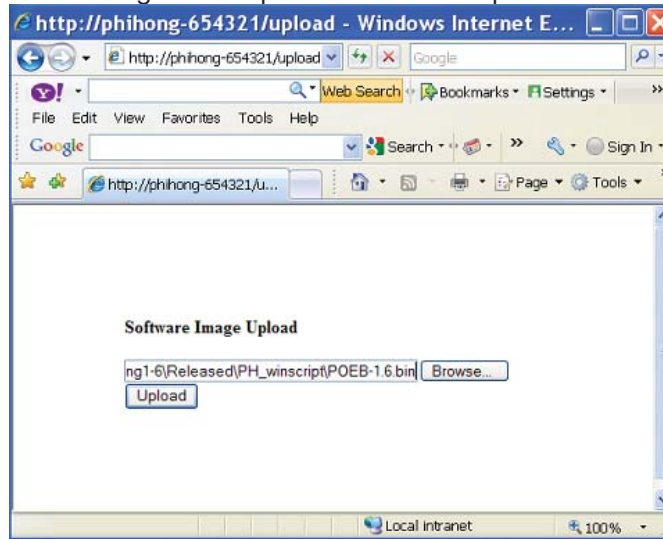 http://phihong-654321/upload - Windows Internet E...
http://phihong-654321/upload Google
Y! Web Search Bookmarks Settings »
File Edit View Favorites Tools Help
Google Search » Sign In
http://phihong-654321/u... Page Tools
Software Image Upload
ng1-6\Released\PH_winscript\POEB-1.6.bin Browse...
Upload
Local intranet 100%